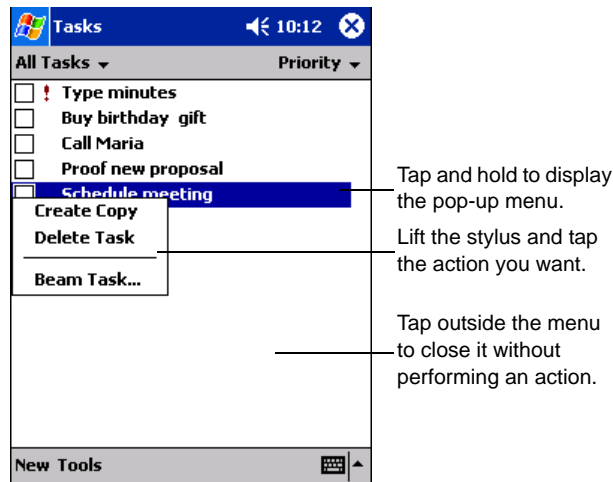 Tasks 10:12
All Tasks Priority
! Type minutes
Buy birthday gift
Call Maria
Proof new proposal
Schedule meeting
Create Copy
Delete Task
Beam Task...
New Tools
Tap and hold to display
the pop-up menu.
Lift the stylus and tap
the action you want.
Tap outside the menu
to close it without
performing an action.